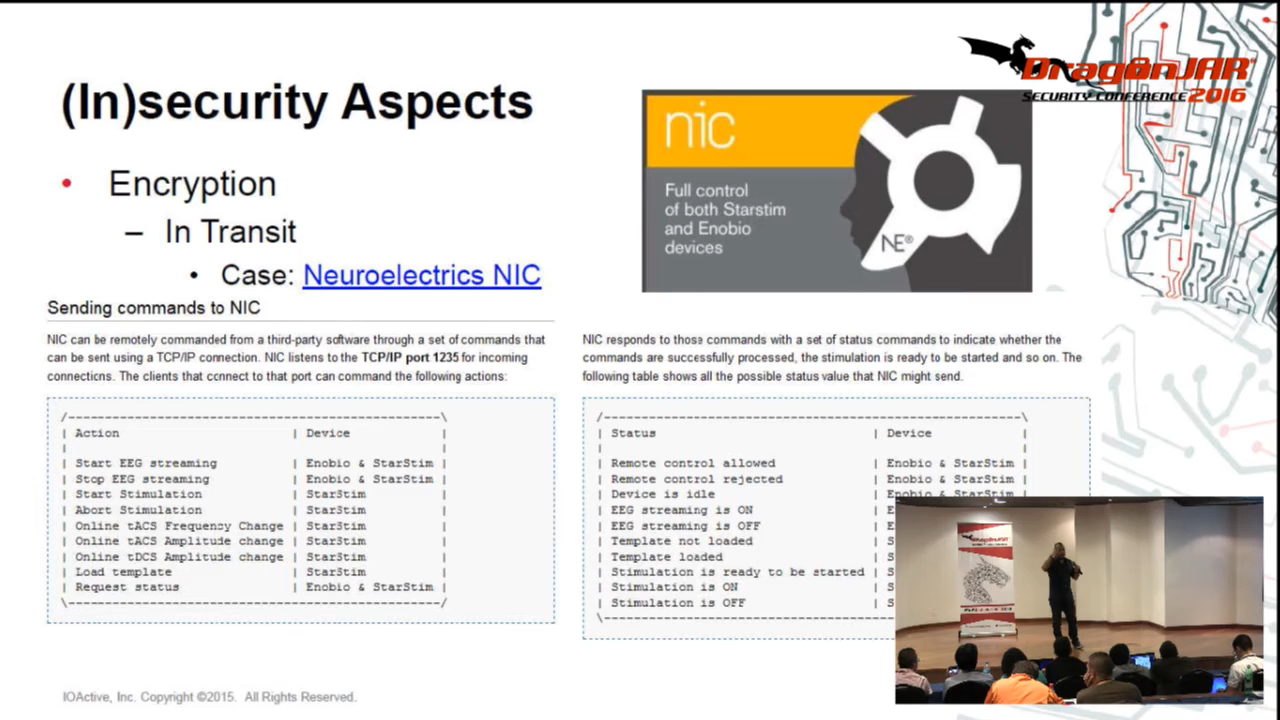 (In)security Aspects
DragonJAR
SECURITY CONFERENCE 2016
• Encryption
– In Transit
• Case: Neuroelectrics NIC
nic
Full control
of both Starstim
and Enobio
devices
NE®
Sending commands to NIC
NIC can be remotely commanded from a third-party software through a set of commands that
can be sent using a TCP/IP connection. NIC listens to the TCP/IP port 1235 for incoming
connections. The clients that connect to that port can command the following actions:
/-----------------------------------------------------\
| Action | Device |
| |
| Start EEG streaming | Enobio & StarStim |
| Stop EEG streaming | Enobio & StarStim |
| Start Stimulation | StarStim |
| Abort Stimulation | StarStim |
| Online tACS Frequency Change | StarStim |
| Online tACS Amplitude change | StarStim |
| Online tDCS Amplitude change | StarStim |
| Load template | StarStim |
| Request status | Enobio & StarStim |
\-----------------------------------------------------/
NIC responds to those commands with a set of status commands to indicate whether the
commands are successfully processed, the stimulation is ready to be started and so on. The
following table shows all the possible status value that NIC might send.
/-----------------------------------------------------------\
| Status | Device |
| Remote control allowed | Enobio & StarStim |
| Remote control rejected | Enobio & StarStim |
| Device is idle | Enobio & StarStim |
| EEG streaming is ON | E
| EEG streaming is OFF | E
| Template not loaded | S
| Template loaded | S
| Stimulation is ready to be started | S
| Stimulation is ON | S
| Stimulation is OFF | S
\------------------------------------
DragonJAR
IOActive, Inc. Copyright ©2015. All Rights Reserved.